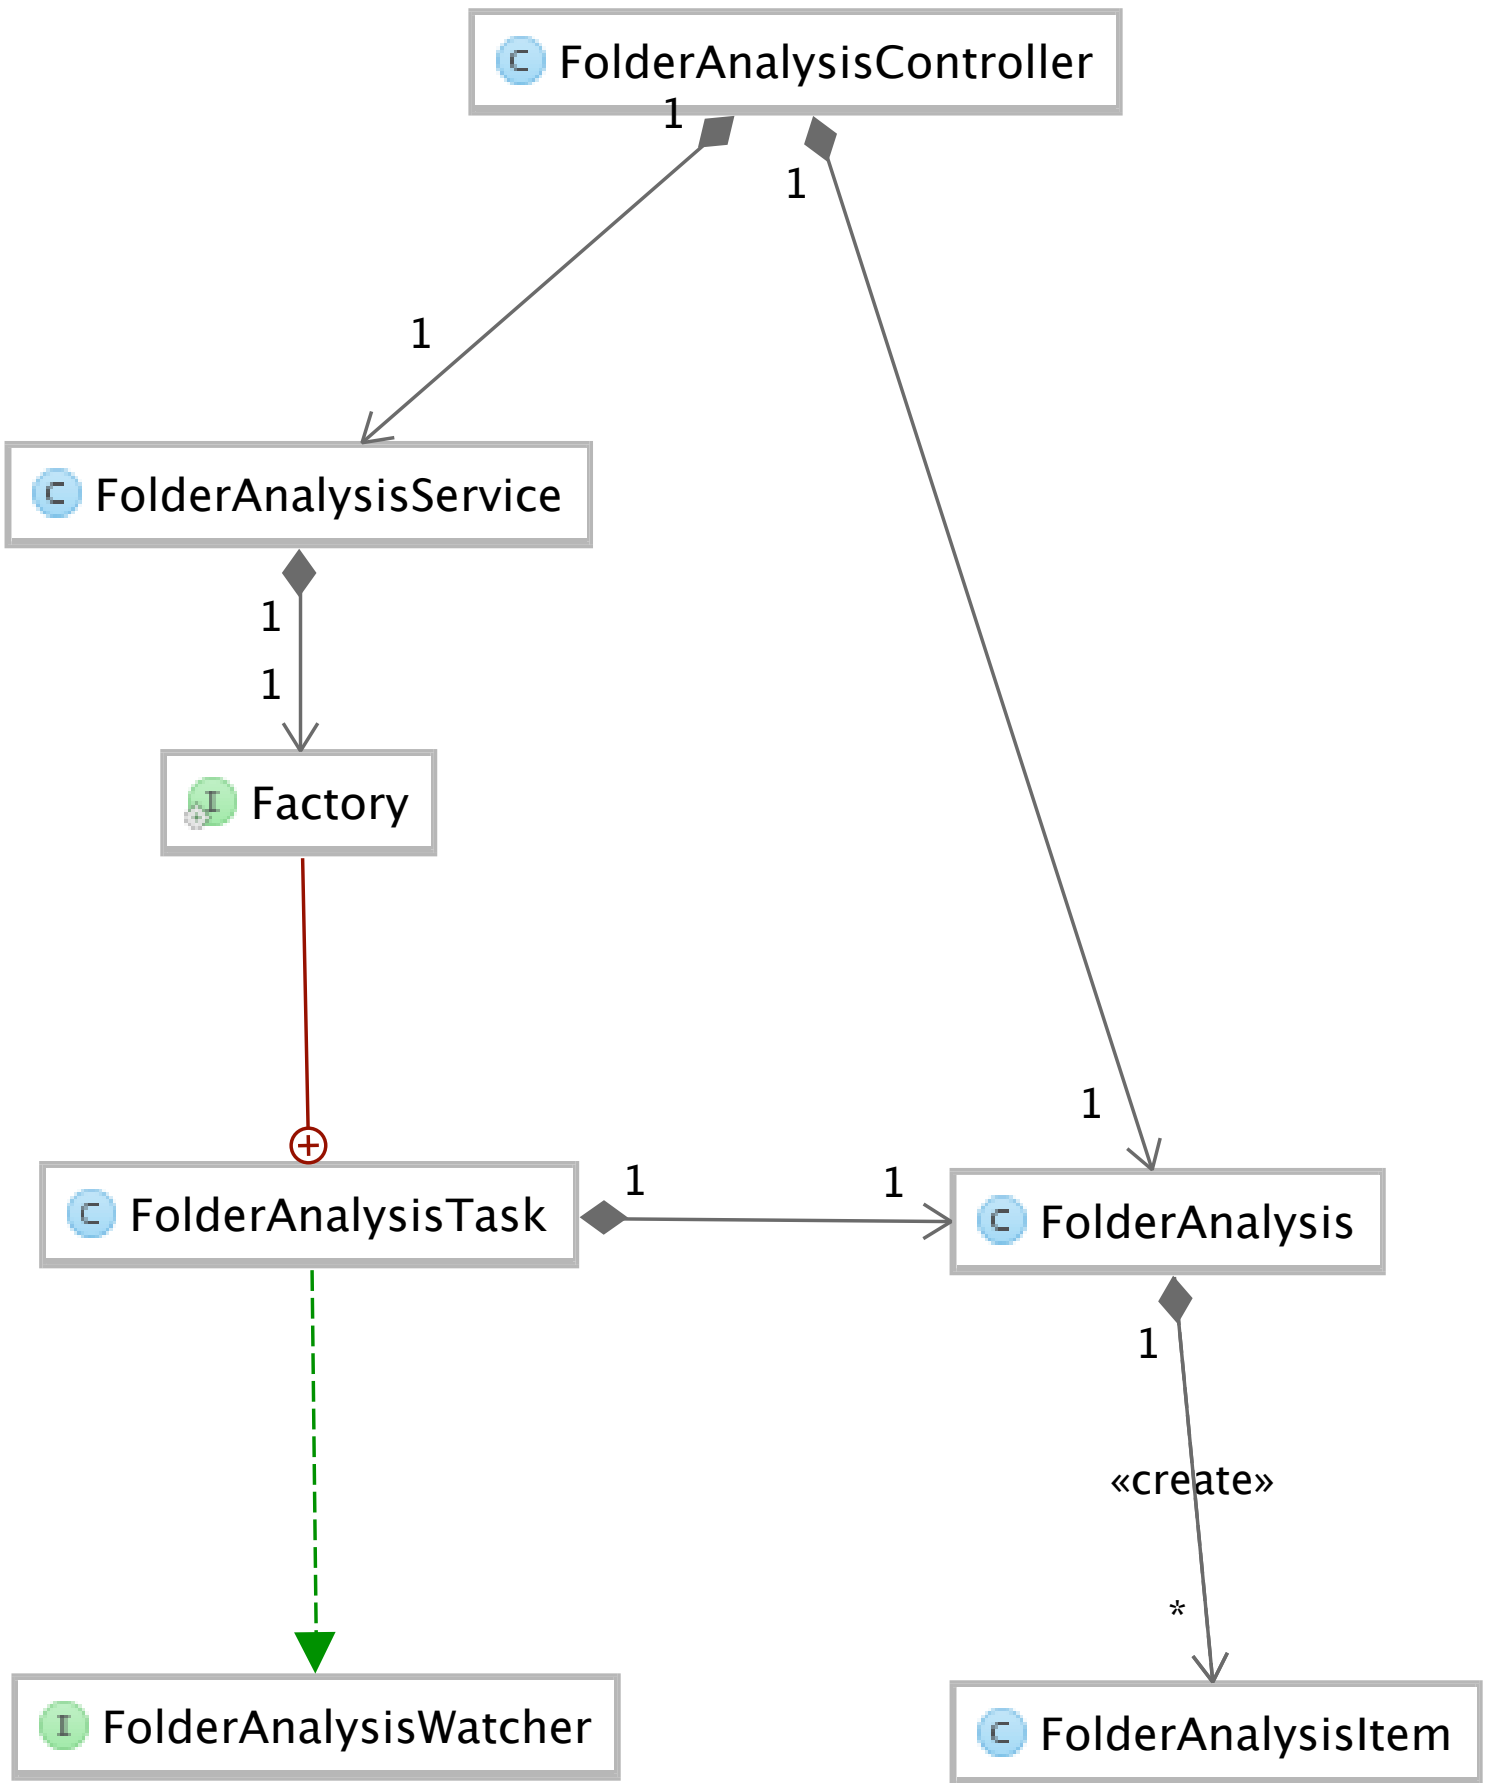 C FolderAnalysisController
1
1
1
C FolderAnalysisService
1
1
I Factory
1
1
1
C FolderAnalysisTask
C FolderAnalysis
1
«create»
*
I FolderAnalysisWatcher
C FolderAnalysisItem